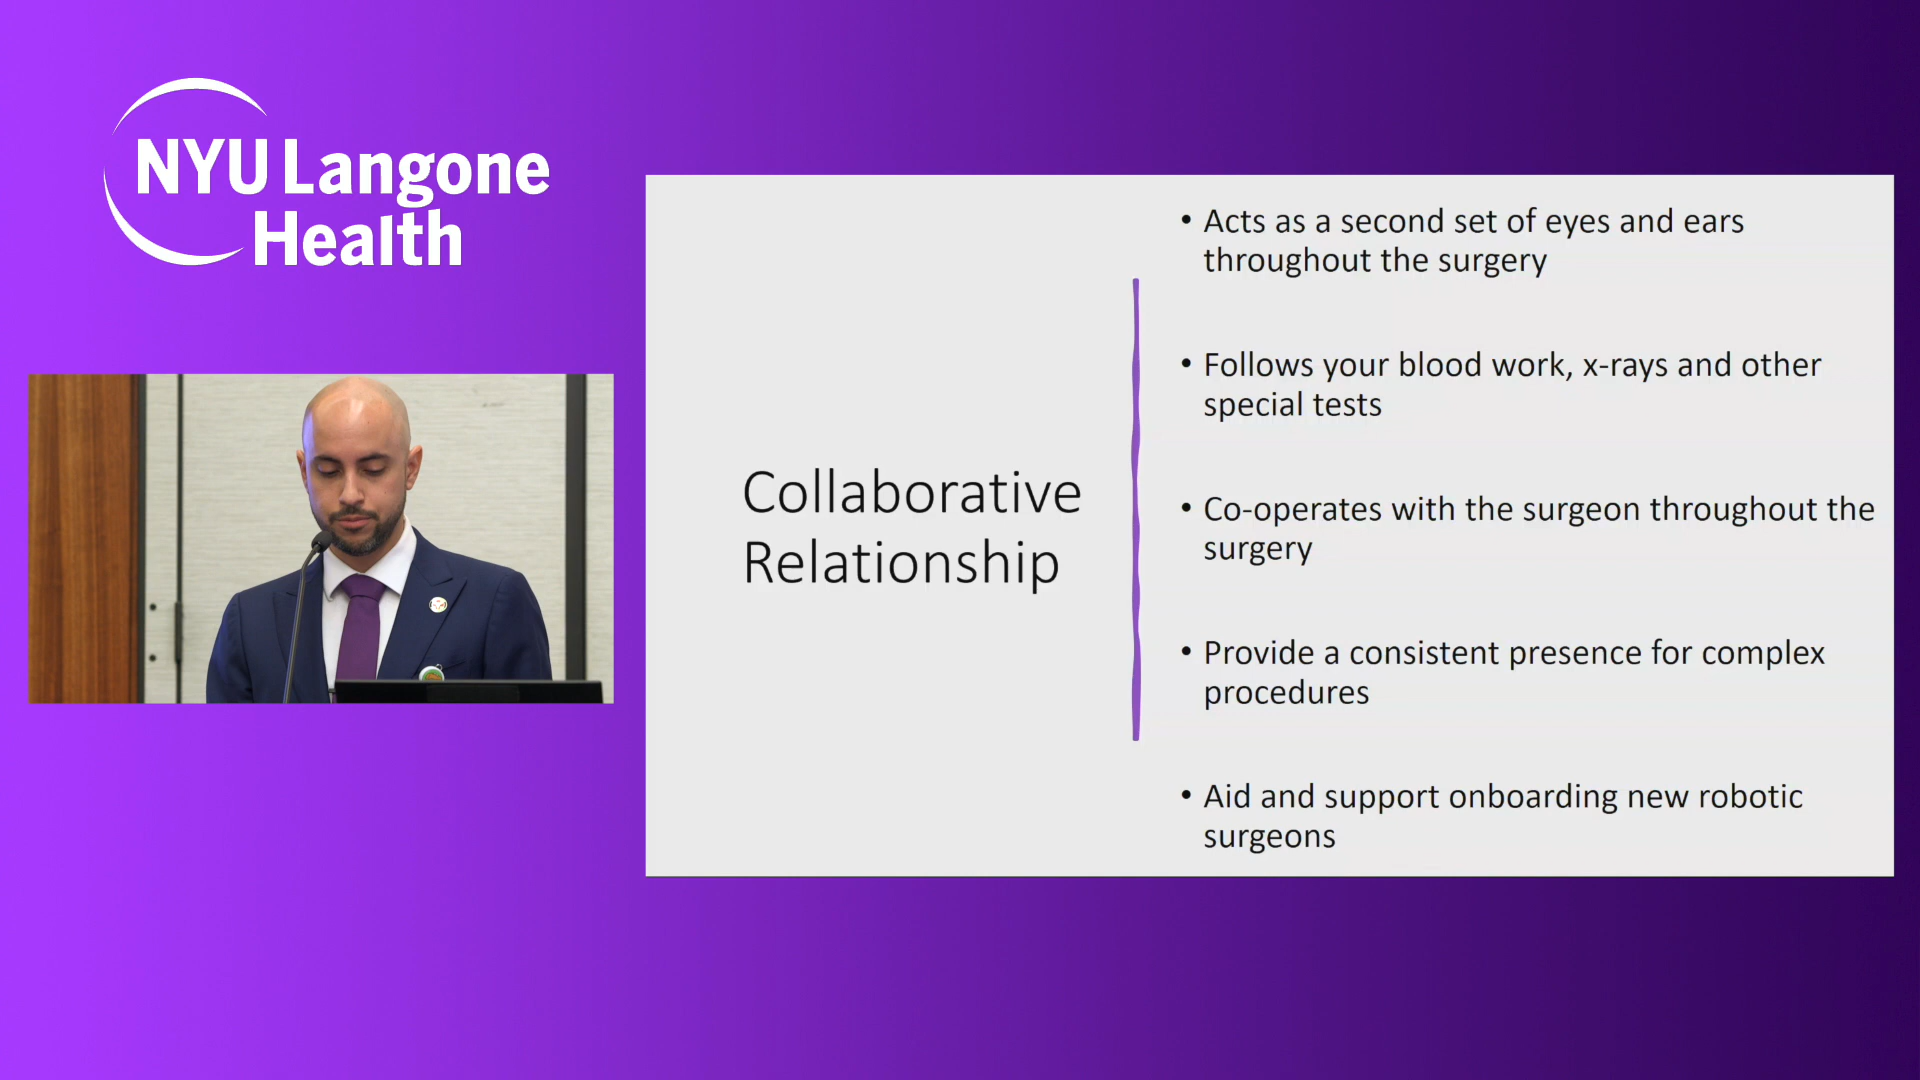 NYU Langone
Health
Collaborative
Relationship
• Acts as a second set of eyes and ears
throughout the surgery
• Follows your blood work, x-rays and other
special tests
• Co-operates with the surgeon throughout the
surgery
• Provide a consistent presence for complex
procedures
• Aid and support onboarding new robotic
surgeons